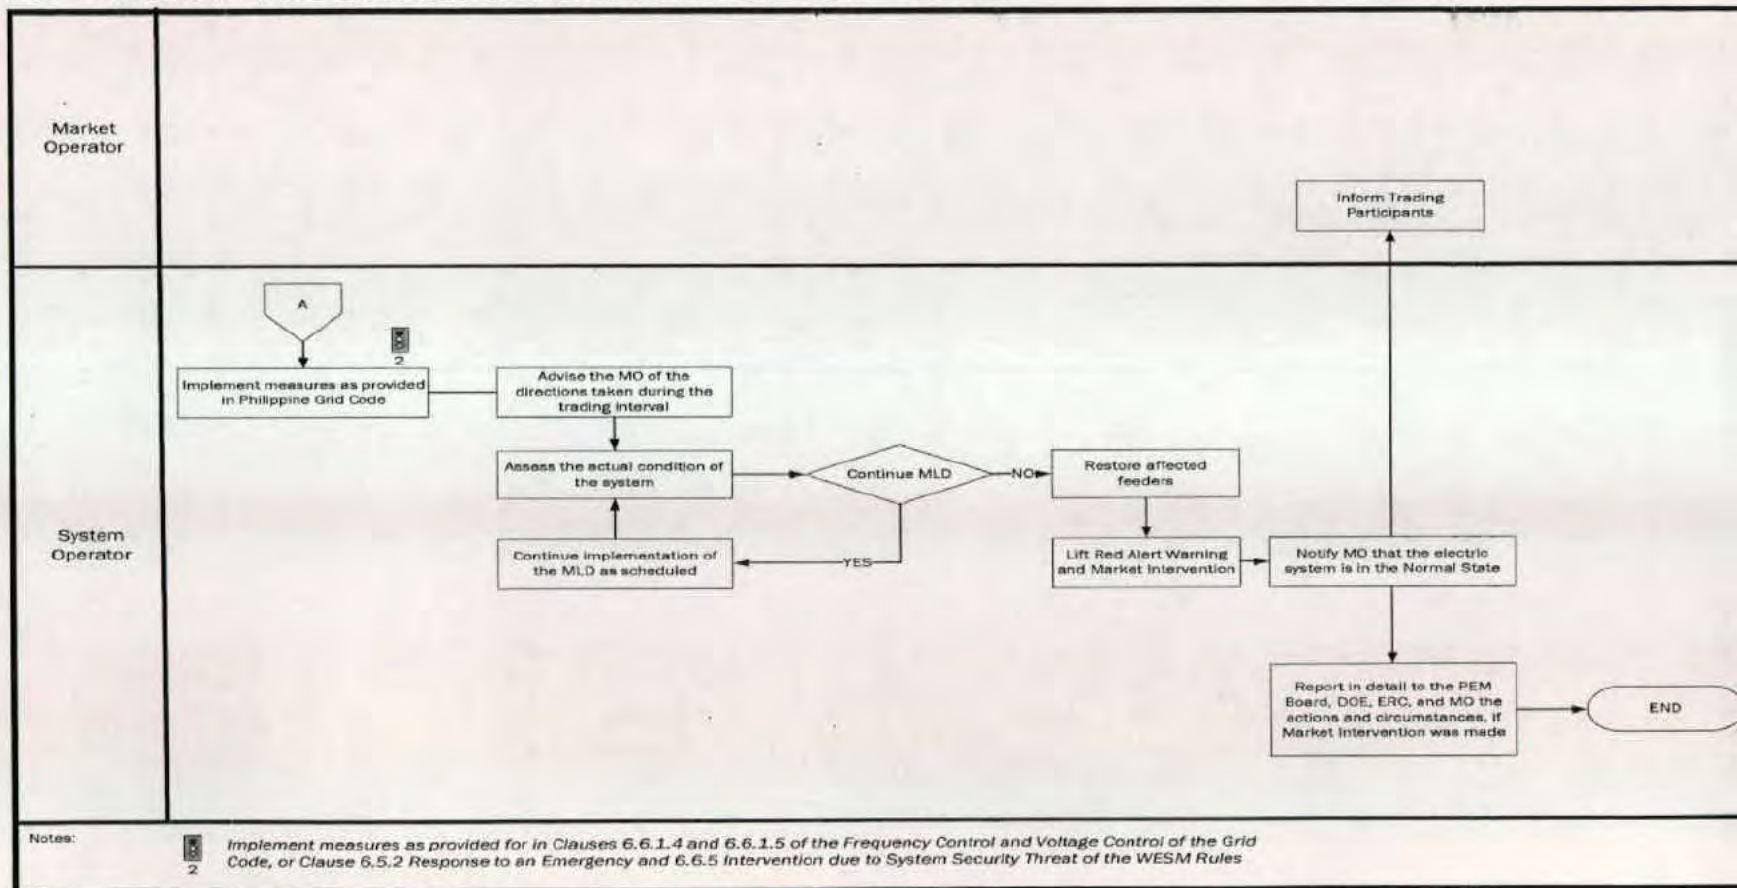 Market
Operator
Inform Trading
Participants
System
Operator
A
2
Implement measures as provided
in Philippine Grid Code
Advise the MO of the
directions taken during the
trading interval
Assess the actual condition of
the system
Continue MLD
NO
Restore affected
feeders
Continue implementation of
the MLD as scheduled
YES
Lift Red Alert Warning
and Market Intervention
Notify MO that the electric
system is in the Normal State
Report in detail to the PEM
Board, DOE, ERC, and MO the
actions and circumstances, if
Market Intervention was made
END
Notes:
2
Implement measures as provided for in Clauses 6.6.1.4 and 6.6.1.5 of the Frequency Control and Voltage Control of the Grid
Code, or Clause 6.5.2 Response to an Emergency and 6.6.5 Intervention due to System Security Threat of the WESM Rules